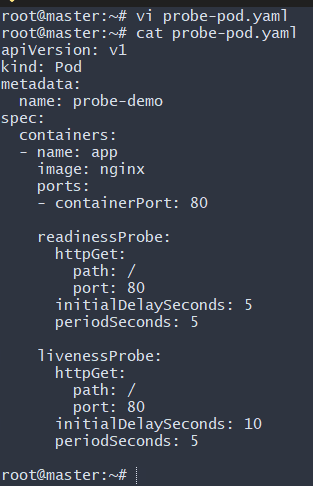 root@master:~# vi probe-pod.yaml
root@master:~# cat probe-pod.yaml
apiVersion: v1
kind: Pod
metadata:
  name: probe-demo
spec:
  containers:
  - name: app
    image: nginx
    ports:
    - containerPort: 80

    readinessProbe:
      httpGet:
        path: /
        port: 80
      initialDelaySeconds: 5
      periodSeconds: 5

    livenessProbe:
      httpGet:
        path: /
        port: 80
      initialDelaySeconds: 10
      periodSeconds: 5

root@master:~#